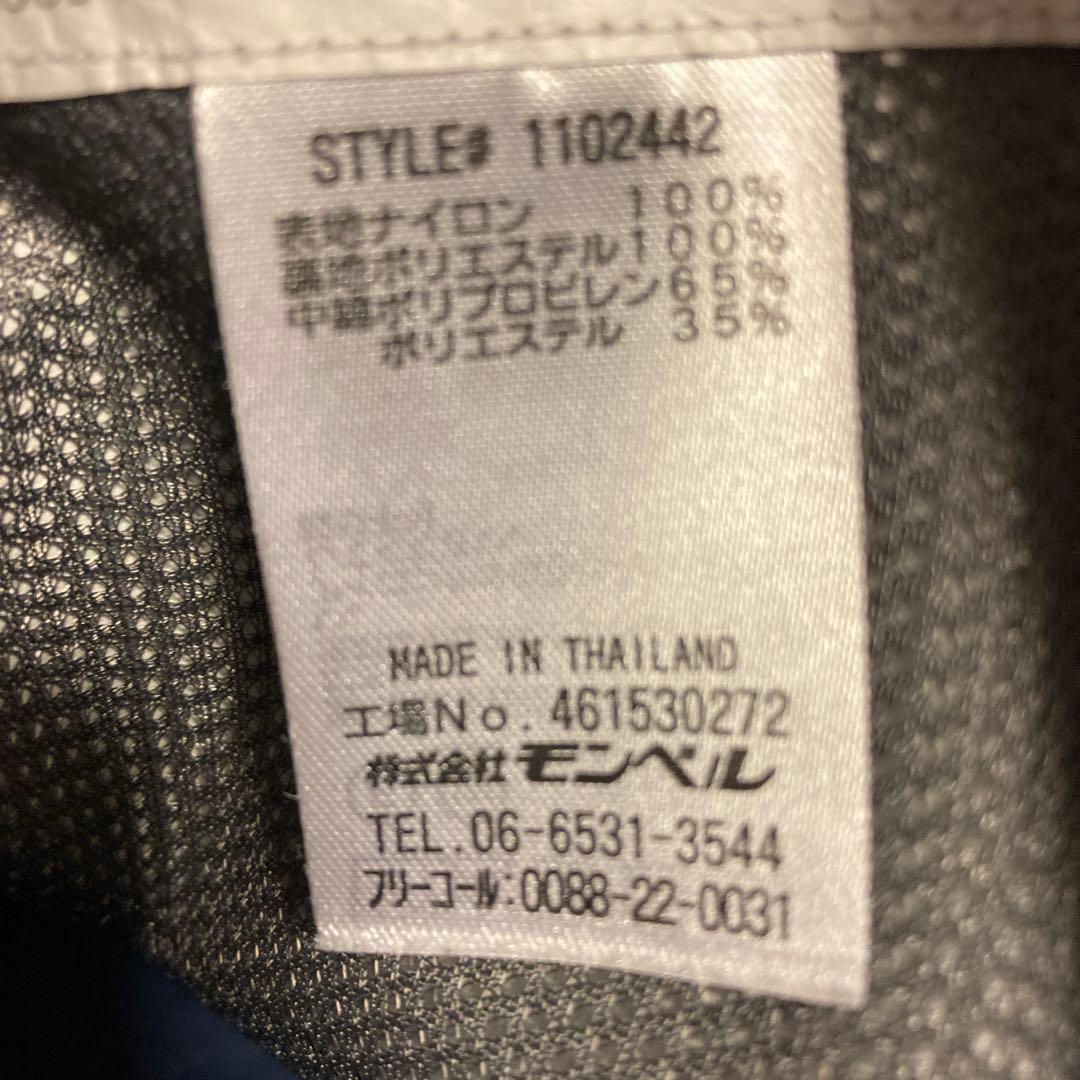 STYLE# 1102442
表地ナイロン 100%
裏地ポリエステル100%
中綿ポリプロピレン65%
ポリエステル 35%
MADE IN THAILAND
工場No. 461530272
株式会社モンベル
TEL.06-6531-3544
フリーコール:0088-22-0031